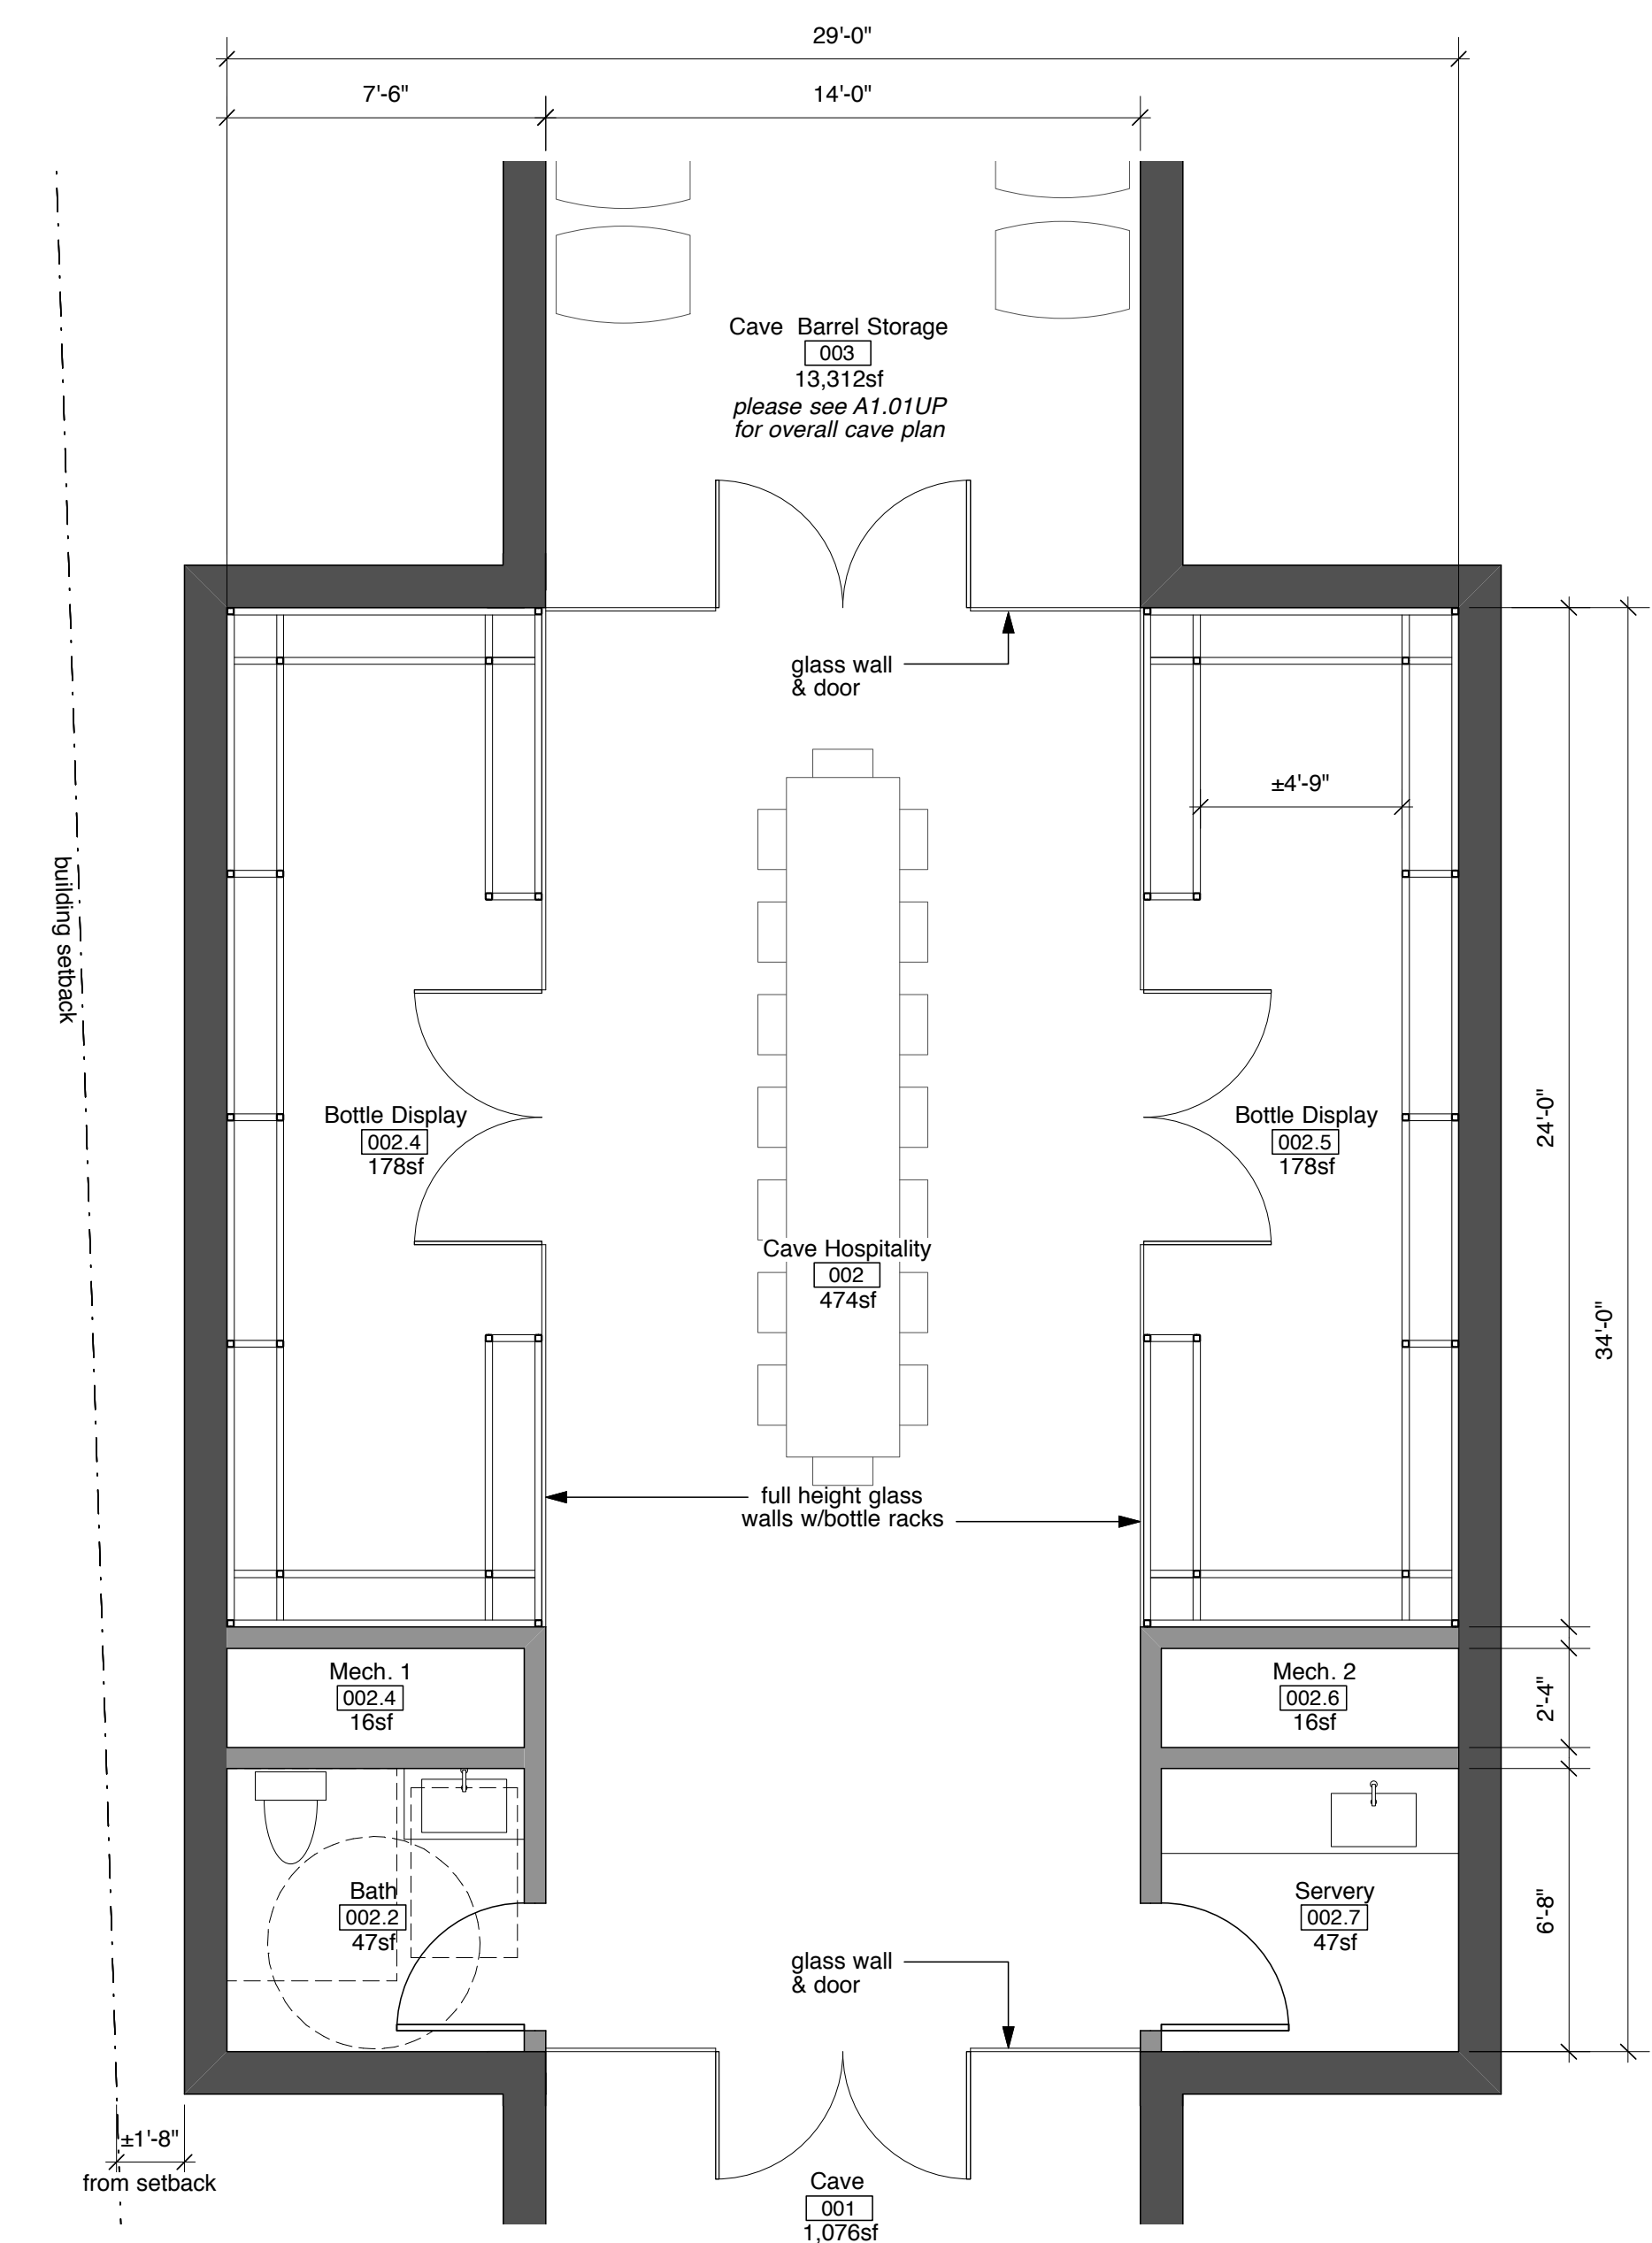 29'-0"
7'-6"
14'-0"
Cave  Barrel Storage
003
13,312sf
please see A1.01UP
for overall cave plan
glass wall
& door
±4'-9"
building setback
Bottle Display
002.4
178sf
Bottle Display
002.5
178sf
24'-0"
Cave Hospitality
002
474sf
34'-0"
full height glass
walls w/bottle racks
Mech. 1
002.4
16sf
Mech. 2
002.6
16sf
2'-4"
Bath
002.2
47sf
Servery
002.7
47sf
6'-8"
glass wall
& door
±1'-8"
from setback
Cave
001
1,076sf